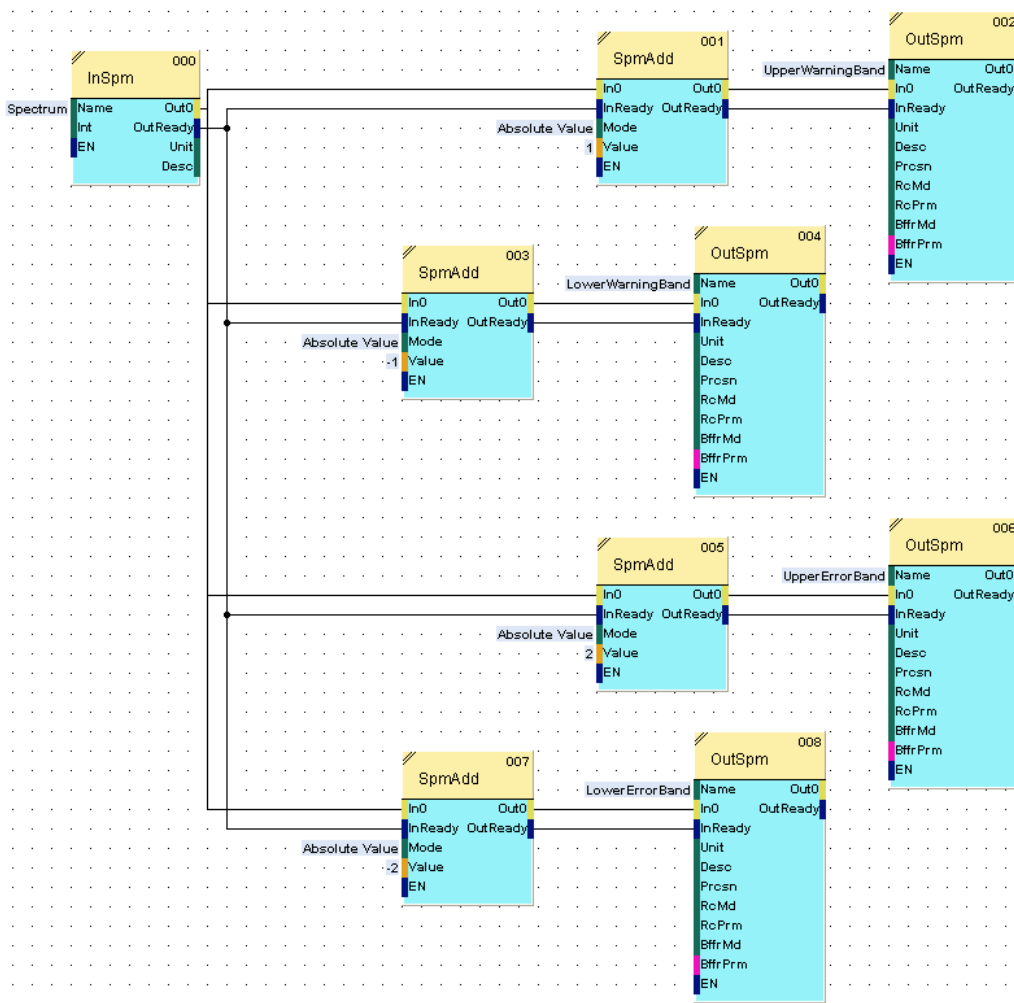 000
InSpm
Spectrum
Name Out0
Int OutReady
EN Unit
Desc
001
SpmAdd
In0 Out0
InReady OutReady
Absolute Value
Mode
1
Value
EN
002
OutSpm
UpperWarningBand
Name Out0
In0 OutReady
InReady
Unit
Desc
Prcsn
RcMd
RcPrm
BffrMd
BffrPrm
EN
003
SpmAdd
In0 Out0
InReady OutReady
Absolute Value
Mode
-1
Value
EN
004
OutSpm
LowerWarningBand
Name Out0
In0 OutReady
InReady
Unit
Desc
Prcsn
RcMd
RcPrm
BffrMd
BffrPrm
EN
005
SpmAdd
In0 Out0
InReady OutReady
Absolute Value
Mode
2
Value
EN
006
OutSpm
UpperErrorBand
Name Out0
In0 OutReady
InReady
Unit
Desc
Prcsn
RcMd
RcPrm
BffrMd
BffrPrm
EN
007
SpmAdd
In0 Out0
InReady OutReady
Absolute Value
Mode
-2
Value
EN
008
OutSpm
LowerErrorBand
Name Out0
In0 OutReady
InReady
Unit
Desc
Prcsn
RcMd
RcPrm
BffrMd
BffrPrm
EN